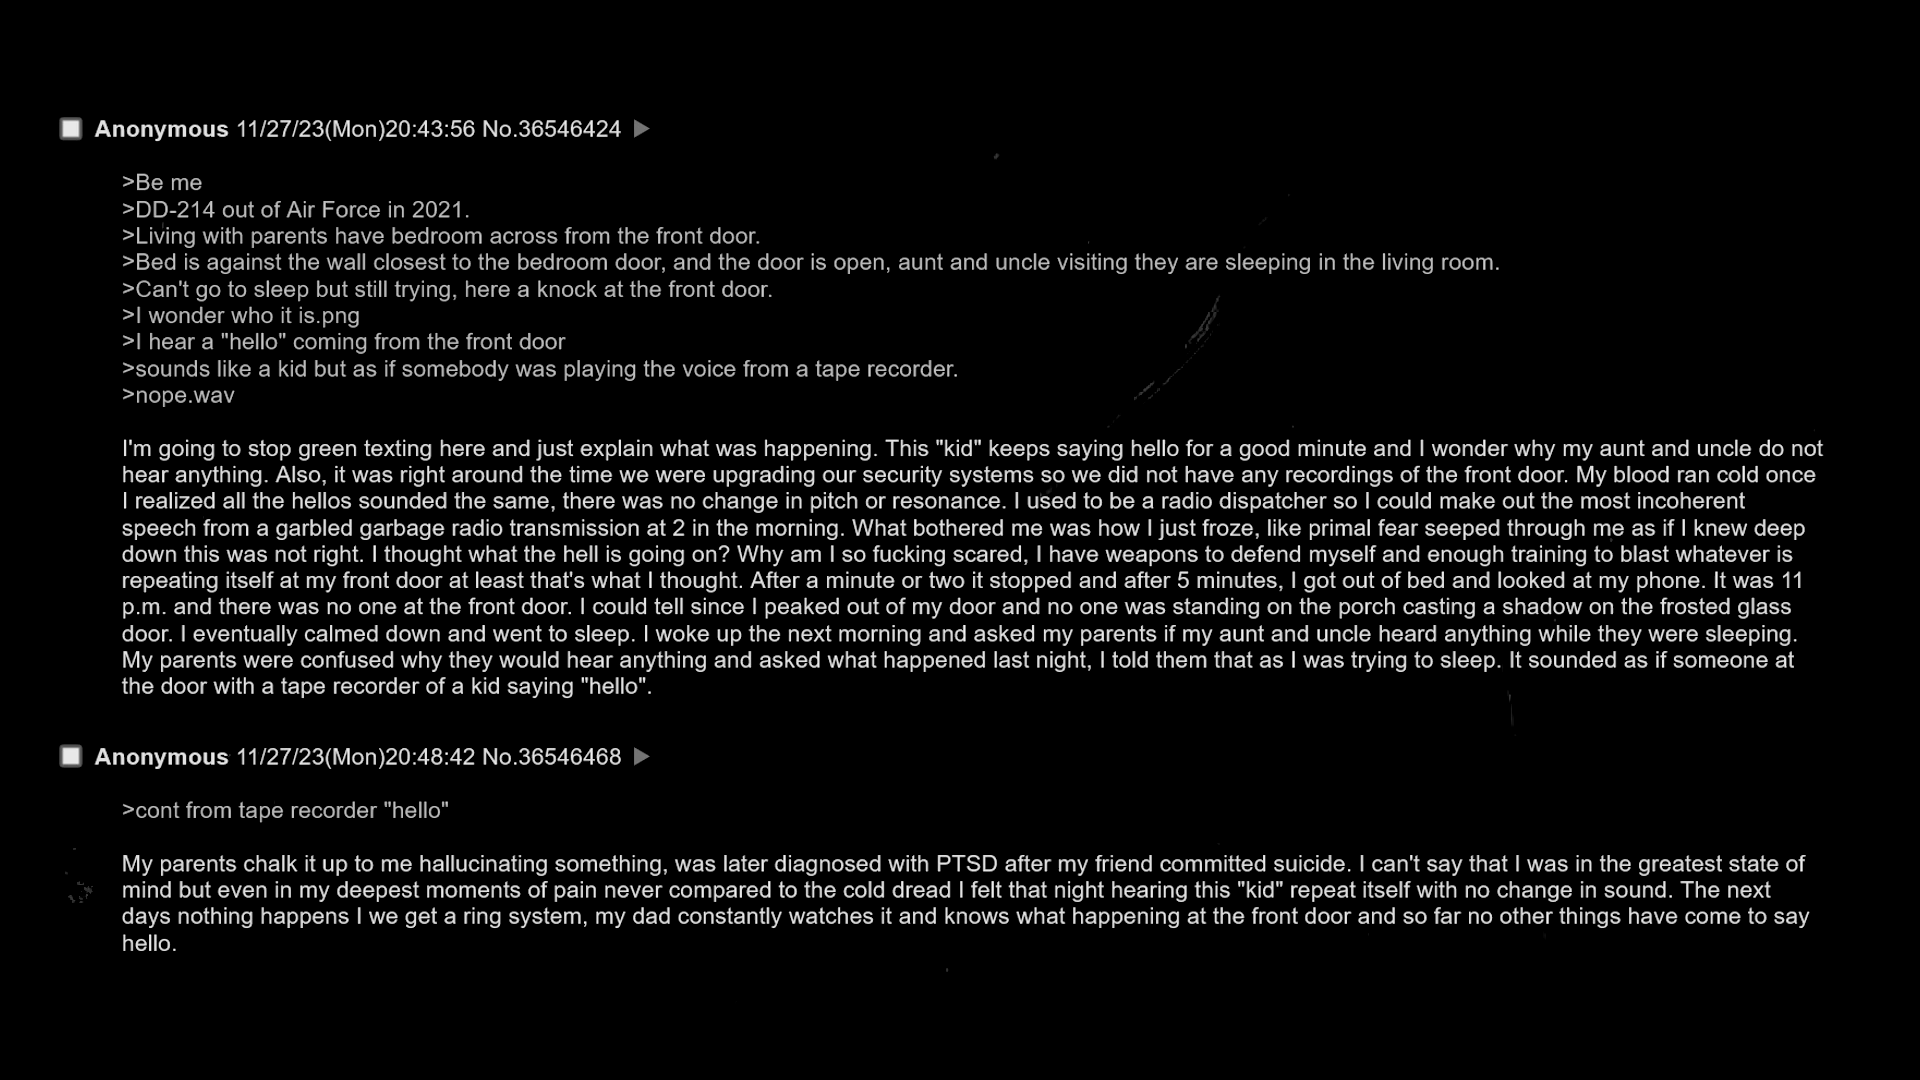 Anonymous 11/27/23(Mon)20:43:56 No.36546424 ▶
>Be me
>DD-214 out of Air Force in 2021.
>Living with parents have bedroom across from the front door.
>Bed is against the wall closest to the bedroom door, and the door is open, aunt and uncle visiting they are sleeping in the living room.
>Can't go to sleep but still trying, here a knock at the front door.
>I wonder who it is.png
>I hear a "hello" coming from the front door
>sounds like a kid but as if somebody was playing the voice from a tape recorder.
>nope.wav
I'm going to stop green texting here and just explain what was happening. This "kid" keeps saying hello for a good minute and I wonder why my aunt and uncle do not
hear anything. Also, it was right around the time we were upgrading our security systems so we did not have any recordings of the front door. My blood ran cold once
I realized all the hellos sounded the same, there was no change in pitch or resonance. I used to be a radio dispatcher so I could make out the most incoherent
speech from a garbled garbage radio transmission at 2 in the morning. What bothered me was how I just froze, like primal fear seeped through me as if I knew deep
down this was not right. I thought what the hell is going on? Why am I so fucking scared, I have weapons to defend myself and enough training to blast whatever is
repeating itself at my front door at least that's what I thought. After a minute or two it stopped and after 5 minutes, I got out of bed and looked at my phone. It was 11
p.m. and there was no one at the front door. I could tell since I peaked out of my door and no one was standing on the porch casting a shadow on the frosted glass
door. I eventually calmed down and went to sleep. I woke up the next morning and asked my parents if my aunt and uncle heard anything while they were sleeping.
My parents were confused why they would hear anything and asked what happened last night, I told them that as I was trying to sleep. It sounded as if someone at
the door with a tape recorder of a kid saying "hello".
Anonymous 11/27/23(Mon)20:48:42 No.36546468 ▶
>cont from tape recorder "hello"
My parents chalk it up to me hallucinating something, was later diagnosed with PTSD after my friend committed suicide. I can't say that I was in the greatest state of
mind but even in my deepest moments of pain never compared to the cold dread I felt that night hearing this "kid" repeat itself with no change in sound. The next
days nothing happens I we get a ring system, my dad constantly watches it and knows what happening at the front door and so far no other things have come to say
hello.